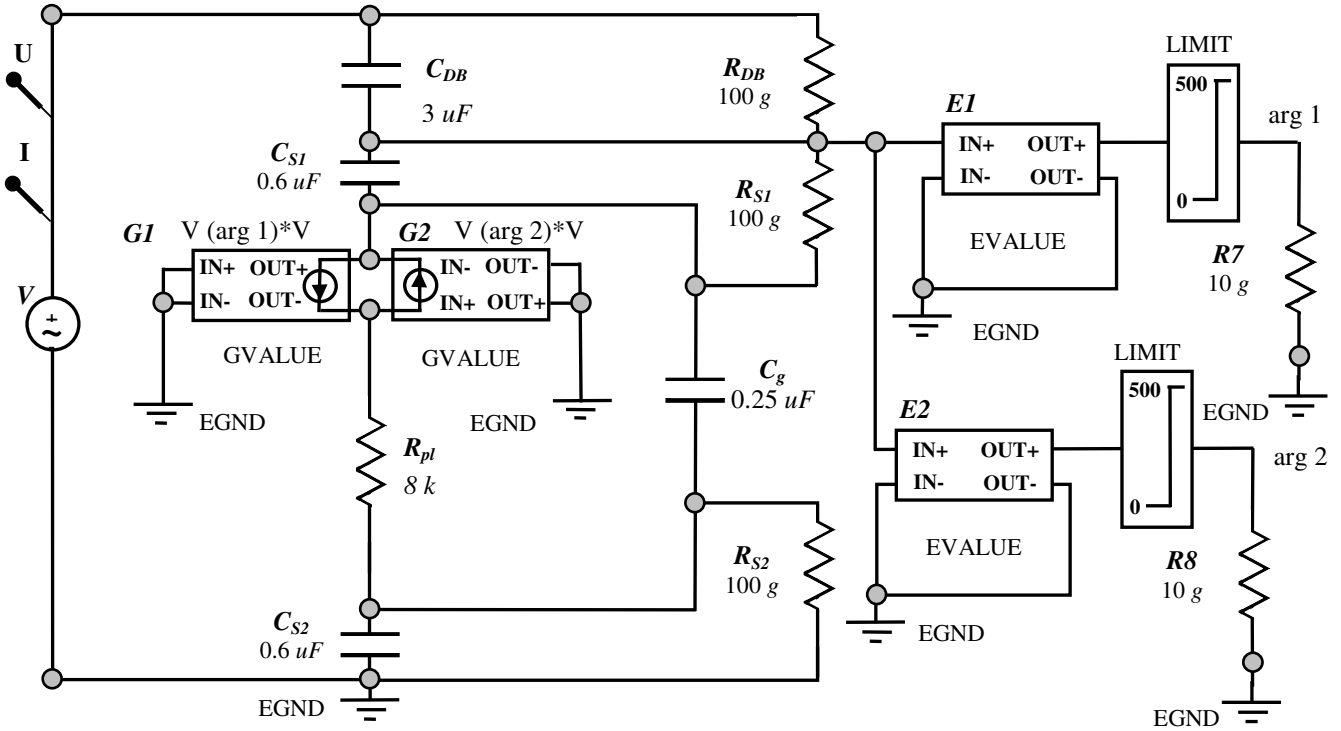 U
I
V
+
~
C_DB
3 uF
C_S1
0.6 uF
R_DB
100 g
R_S1
100 g
G1
V (arg 1)*V
IN+ OUT+
IN- OUT-
GVALUE
EGND
G2
V (arg 2)*V
IN- OUT-
IN+ OUT+
GVALUE
EGND
R_pl
8 k
C_g
0.25 uF
C_S2
0.6 uF
EGND
R_S2
100 g
E1
IN+ OUT+
IN- OUT-
EVALUE
EGND
LIMIT
500
0
arg 1
R7
10 g
EGND
E2
IN+ OUT+
IN- OUT-
EVALUE
EGND
LIMIT
500
0
arg 2
R8
10 g
EGND